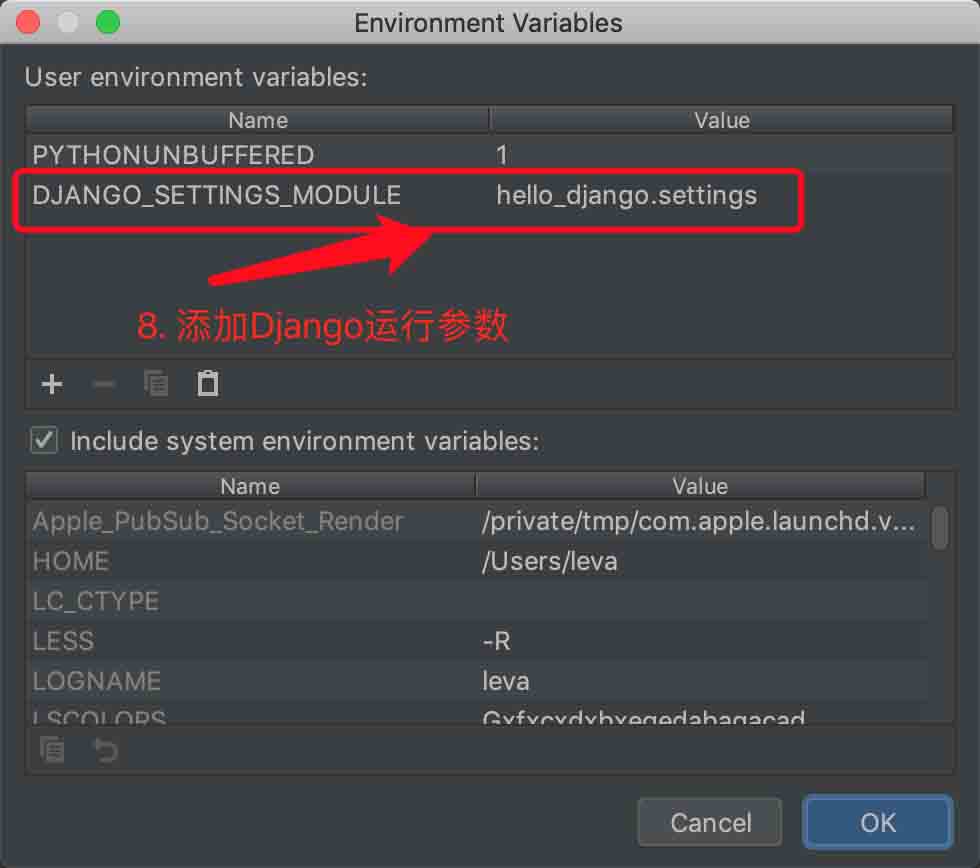 Environment Variables
User environment variables:
Name Value
PYTHONUNBUFFERED 1
DJANGO_SETTINGS_MODULE hello_django.settings
8. 添加Django运行参数
Include system environment variables:
Name Value
Apple_PubSub_Socket_Render /private/tmp/com.apple.launchd.v...
HOME /Users/leva
LC_CTYPE
LESS -R
LOGNAME leva
LSCOLORS Gxfxcxdxbxegedabagacad
Cancel OK